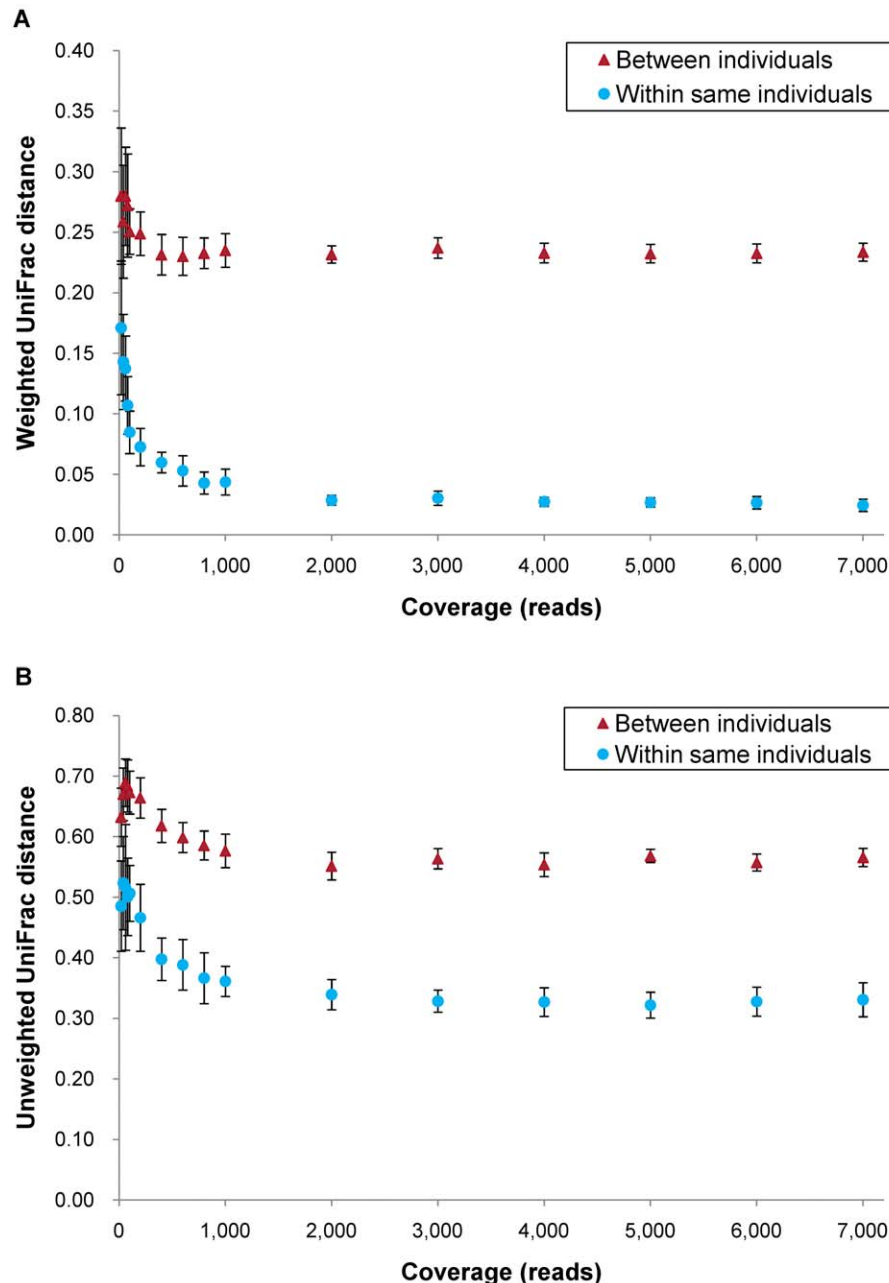 A
Weighted UniFrac distance
0.40
0.35
0.30
0.25
0.20
0.15
0.10
0.05
0.00
Between individuals
Within same individuals
0 1,000 2,000 3,000 4,000 5,000 6,000 7,000
Coverage (reads)
B
Unweighted UniFrac distance
0.80
0.70
0.60
0.50
0.40
0.30
0.20
0.10
0.00
Between individuals
Within same individuals
0 1,000 2,000 3,000 4,000 5,000 6,000 7,000
Coverage (reads)